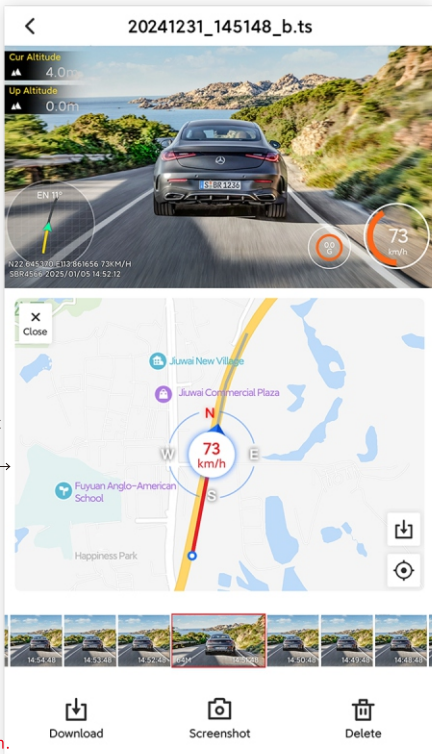 20241231_145148_b.ts
Cur Altitude
4.0m
Up Altitude
0.0m
EN 11°
S·BR 1236
0.0
G
73
km/h
N22.645370 E113.861656 73KM/H
SBR4566 2025/01/05 14:52:12
×
Close
Jiuwai New Village
Jiuwai Commercial Plaza
N
W
73
km/h
E
S
Fuyuan Anglo-American
School
Happiness Park
14:54:48
14:53:48
14:52:48
14:50:48
14:49:48
14:48:48
Download
Screenshot
Delete
n.